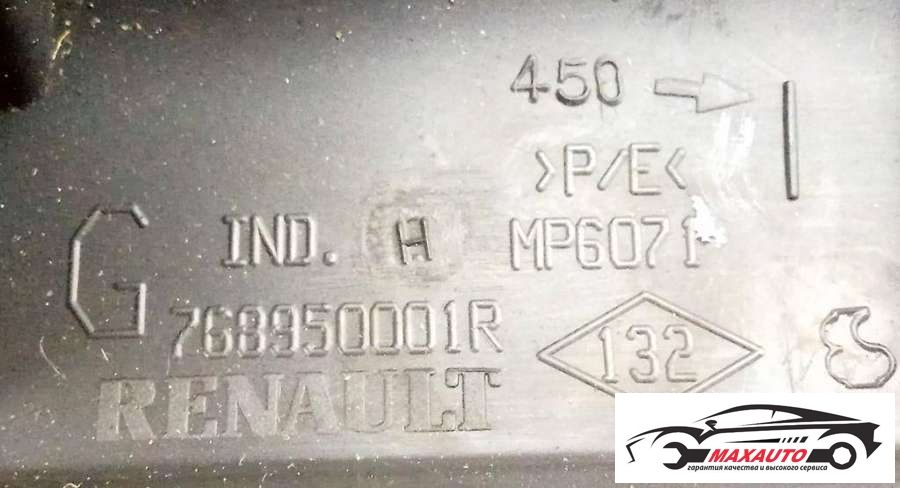 450
>P/E<
G IND. H MP6071
768950001R
132
RENAULT
MAXAUTO
гарантия качества и высокого сервиса